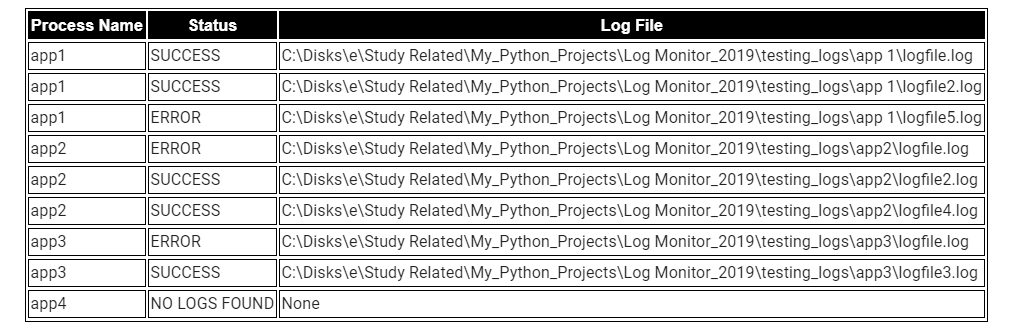 Process Name Status Log File
app1 SUCCESS C:\Disks\e\Study Related\My_Python_Projects\Log Monitor_2019\testing_logs\app 1\logfile.log
app1 SUCCESS C:\Disks\e\Study Related\My_Python_Projects\Log Monitor_2019\testing_logs\app 1\logfile2.log
app1 ERROR C:\Disks\e\Study Related\My_Python_Projects\Log Monitor_2019\testing_logs\app 1\logfile5.log
app2 ERROR C:\Disks\e\Study Related\My_Python_Projects\Log Monitor_2019\testing_logs\app2\logfile.log
app2 SUCCESS C:\Disks\e\Study Related\My_Python_Projects\Log Monitor_2019\testing_logs\app2\logfile2.log
app2 SUCCESS C:\Disks\e\Study Related\My_Python_Projects\Log Monitor_2019\testing_logs\app2\logfile4.log
app3 ERROR C:\Disks\e\Study Related\My_Python_Projects\Log Monitor_2019\testing_logs\app3\logfile.log
app3 SUCCESS C:\Disks\e\Study Related\My_Python_Projects\Log Monitor_2019\testing_logs\app3\logfile3.log
app4 NO LOGS FOUND None